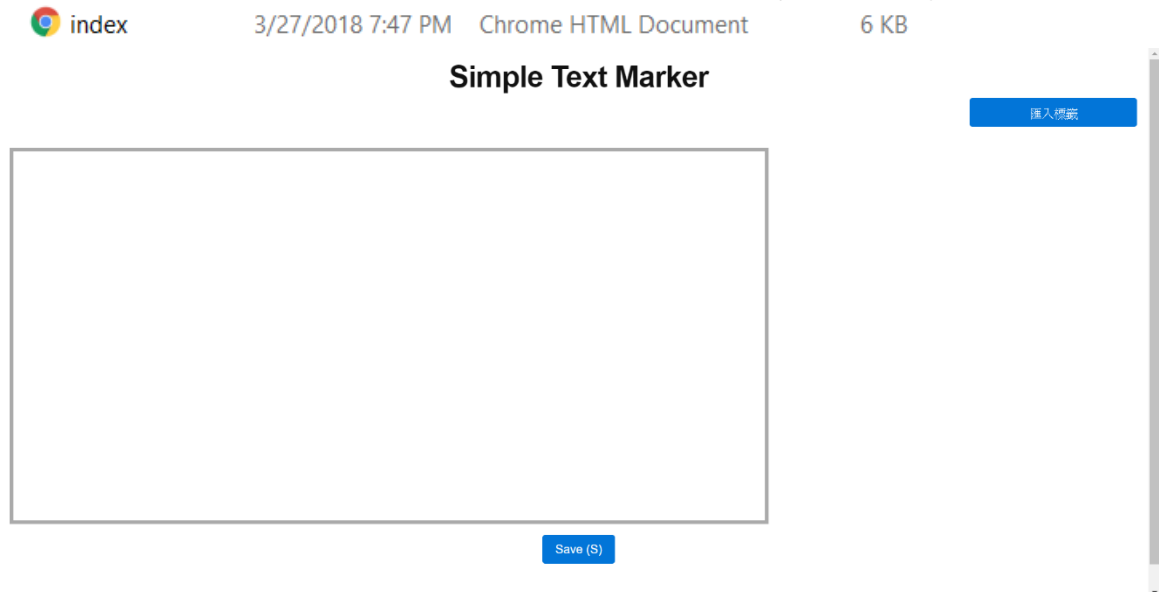 index 3/27/2018 7:47 PM Chrome HTML Document 6 KB
Simple Text Marker
匯入標籤
Save (S)